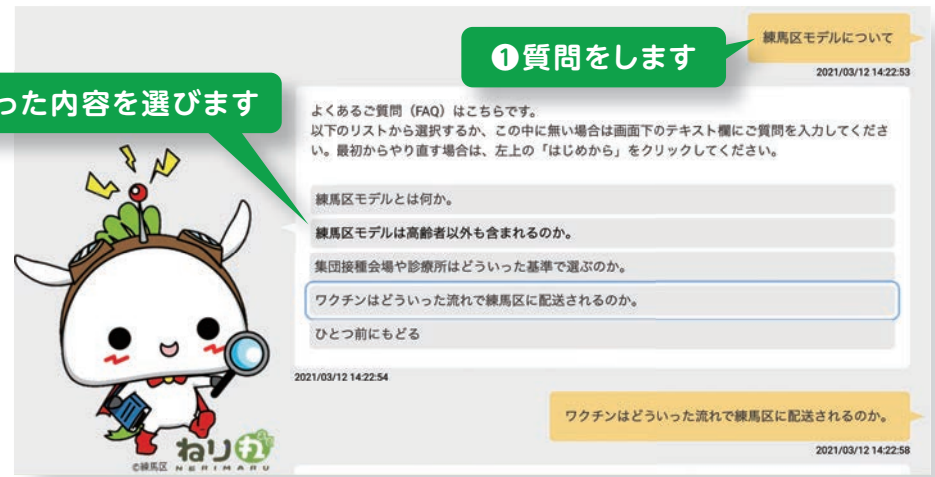 練馬区モデルについて
❶質問をします
2021/03/12 14:22:53
った内容を選びます
よくあるご質問（FAQ）はこちらです。
以下のリストから選択するか、この中に無い場合は画面下のテキスト欄にご質問を入力してくださ
い。最初からやり直す場合は、左上の「はじめから」をクリックしてください。
練馬区モデルとは何か。
練馬区モデルは高齢者以外も含まれるのか。
集団接種会場や診療所はどういった基準で選ぶのか。
ワクチンはどういった流れで練馬区に配送されるのか。
ひとつ前にもどる
2021/03/12 14:22:54
ワクチンはどういった流れで練馬区に配送されるのか。
2021/03/12 14:22:58
ねり丸
©練馬区 NERIMARU